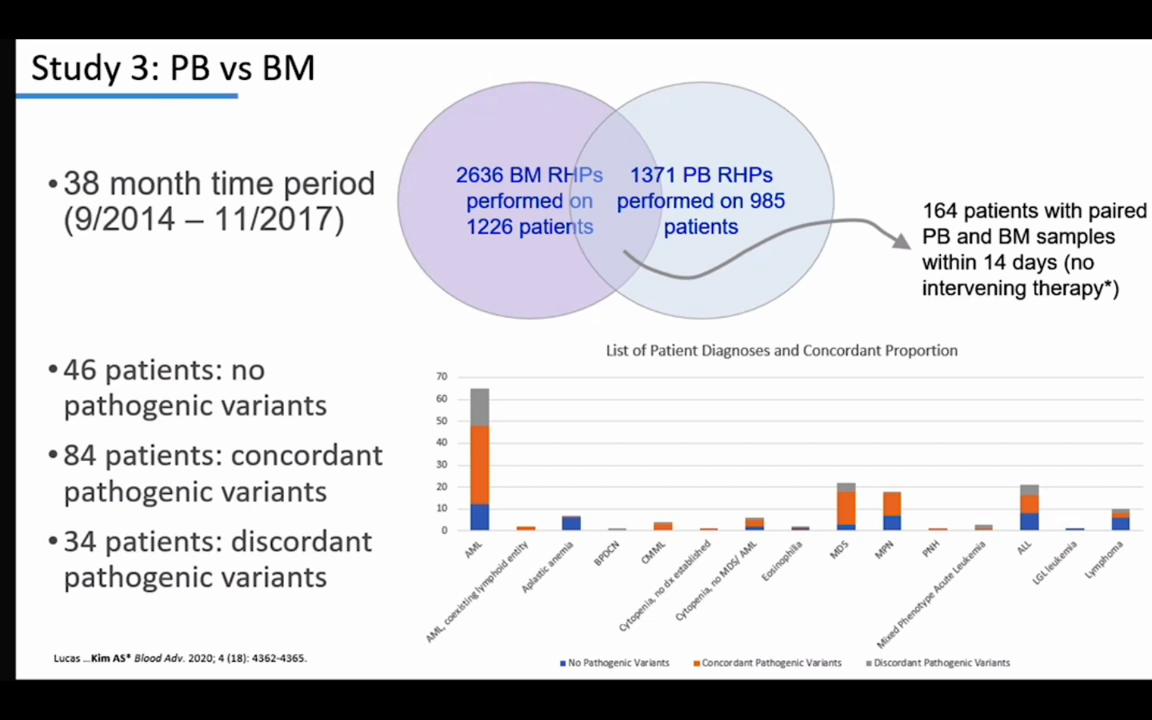 Study 3: PB vs BM
•38 month time period
(9/2014 – 11/2017)
2636 BM RHPs
performed on
1226 patients
1371 PB RHPs
performed on 985
patients
164 patients with paired
PB and BM samples
within 14 days (no
intervening therapy*)
•46 patients: no
pathogenic variants
•84 patients: concordant
pathogenic variants
•34 patients: discordant
pathogenic variants
List of Patient Diagnoses and Concordant Proportion
70
60
50
40
30
20
10
0
AML
AML, coexisting lymphoid entity
Aplastic anemia
BPDCN
CMML
Cytopenia, no dx established
Cytopenia, no MDS/ AML
Eosinophilia
MDS
MPN
PNH
Mixed Phenotype Acute Leukemia
ALL
LGL leukemia
Lymphoma
No Pathogenic Variants
Concordant Pathogenic Variants
Discordant Pathogenic Variants
Lucas …Kim AS* Blood Adv. 2020; 4 (18): 4362-4365.